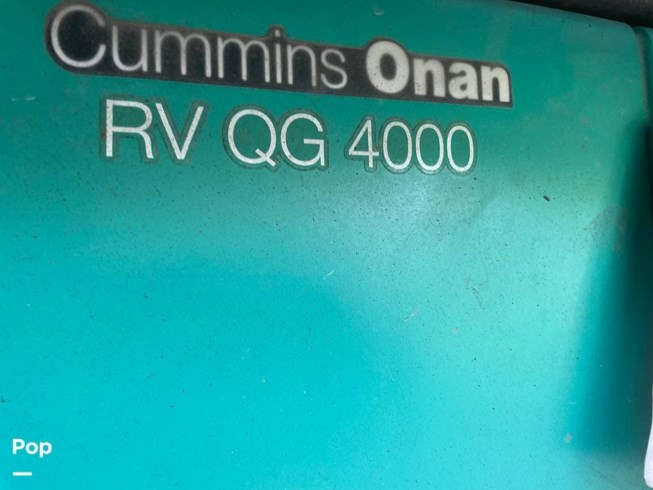 Cummins Onan
RV QG 4000
Pop